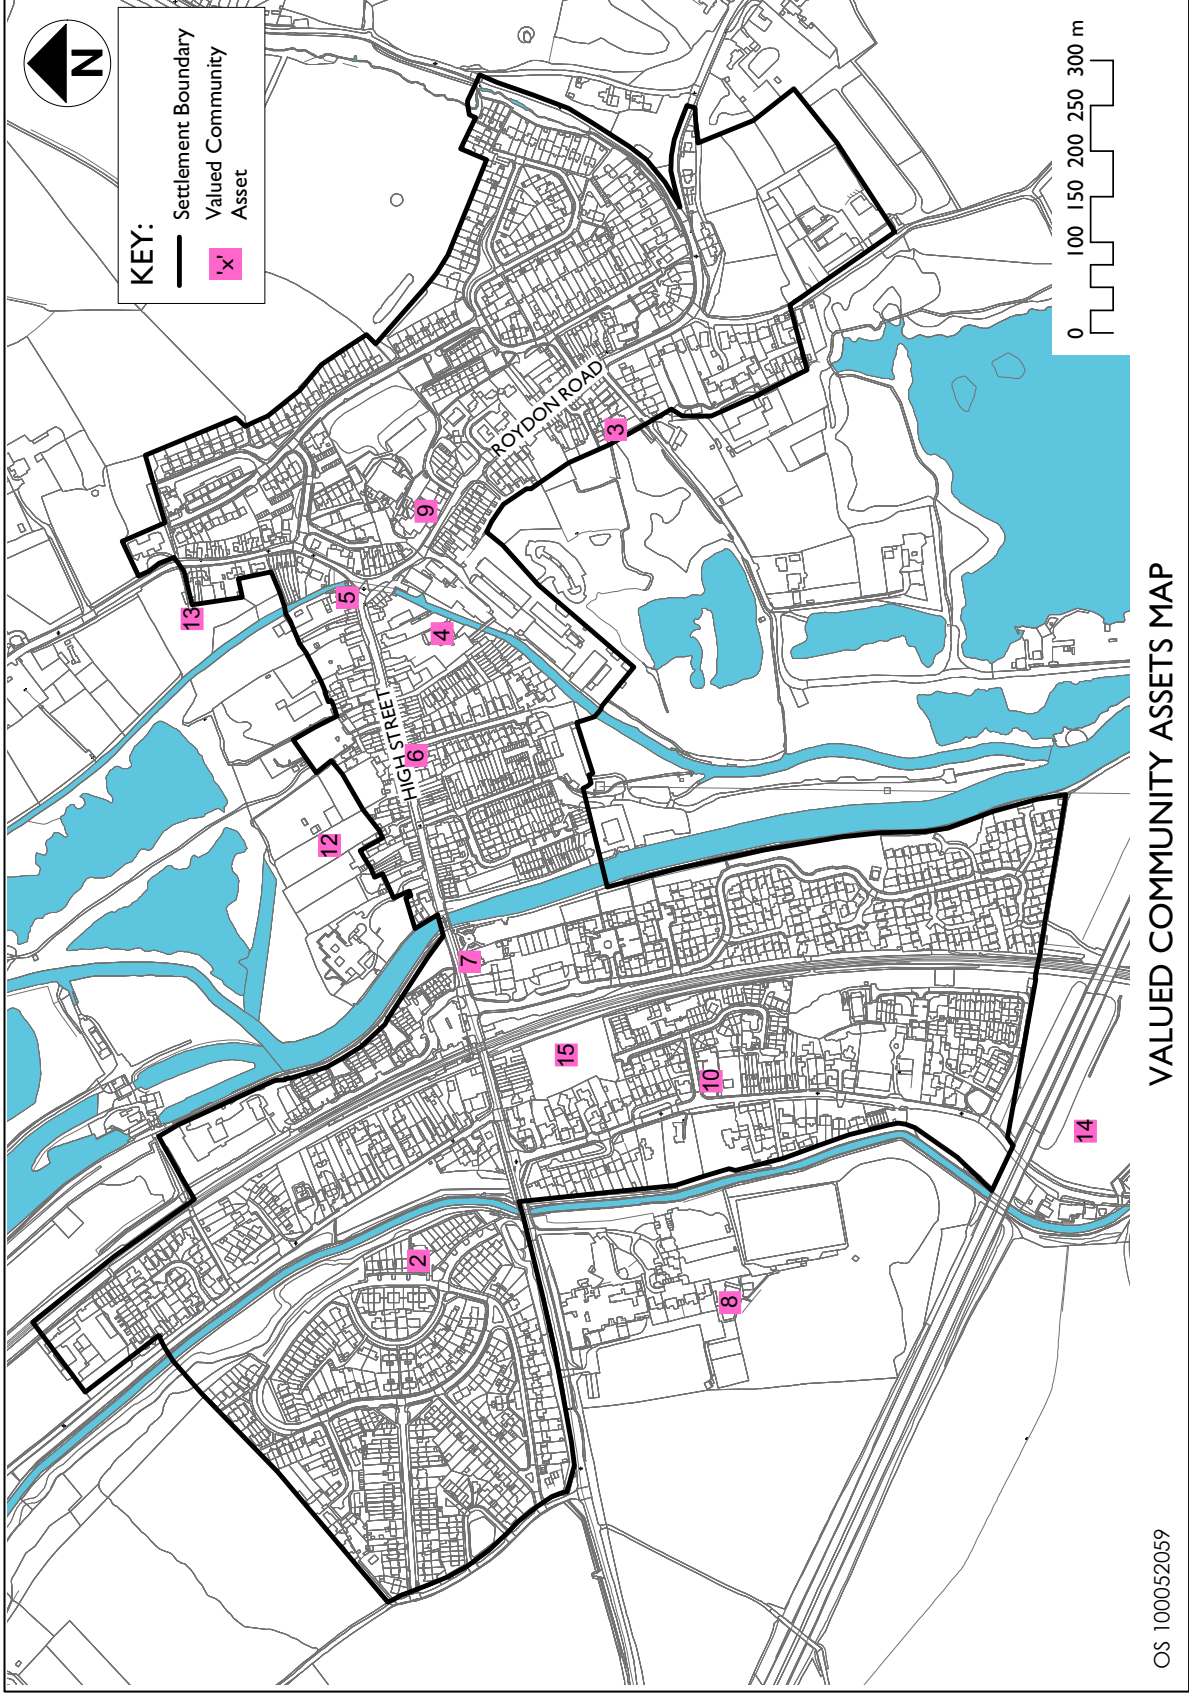 N
KEY:
Settlement Boundary
'x'
Valued Community
Asset
13
12
5
9
4
6
HIGH STREET
ROYDON ROAD
3
7
2
15
10
8
14
0 100 150 200 250 300 m
VALUED COMMUNITY ASSETS MAP
OS 100052059